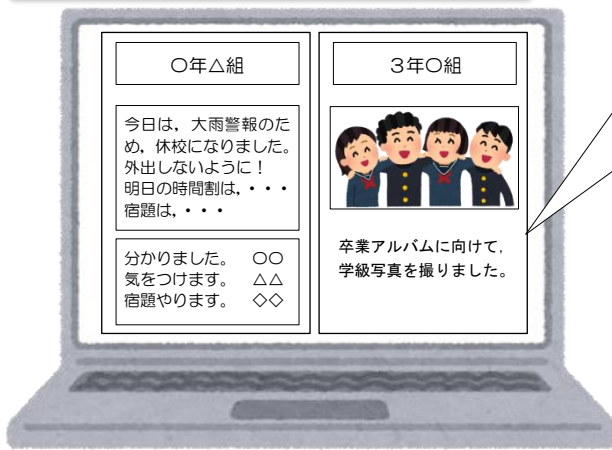 〇年△組
今日は，大雨警報のた
め，休校になりました。
外出しないように！
明日の時間割は，・・・
宿題は，・・・
分かりました。　〇〇
気をつけます。　△△
宿題やります。　◇◇
３年〇組
卒業アルバムに向けて，
学級写真を撮りました。